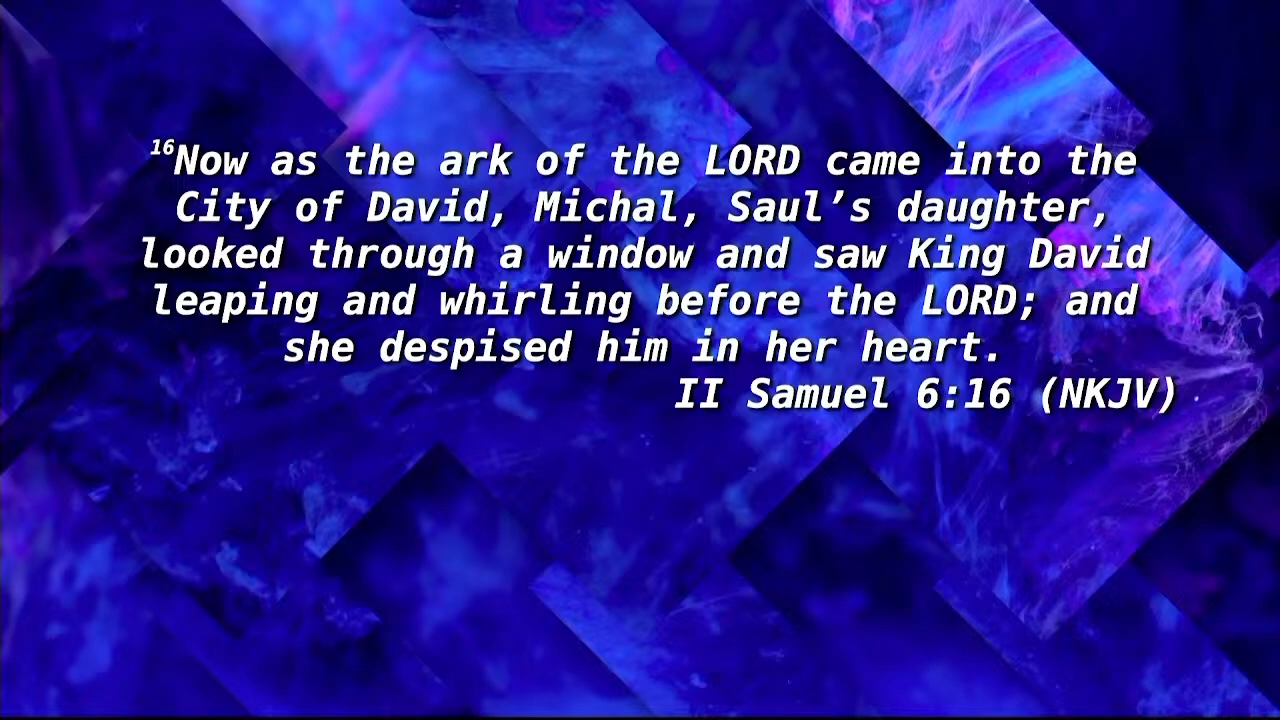 16Now as the ark of the LORD came into the
City of David, Michal, Saul’s daughter,
looked through a window and saw King David
leaping and whirling before the LORD; and
she despised him in her heart.
II Samuel 6:16 (NKJV)